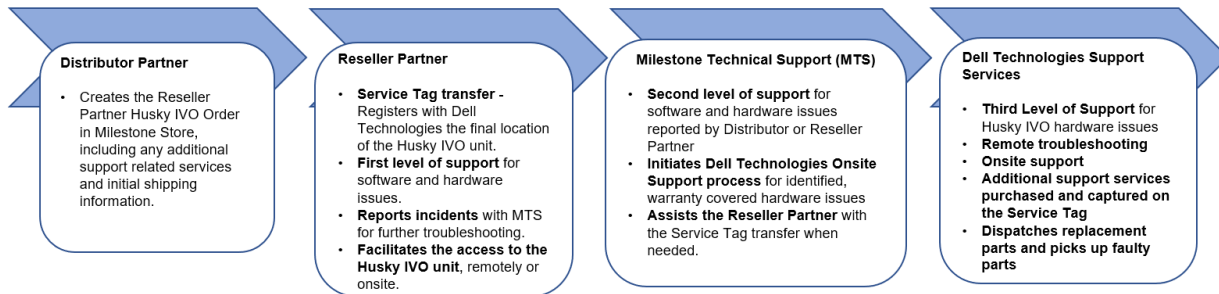 Distributor Partner
• Creates the Reseller
Partner Husky IVO Order
in Milestone Store,
including any additional
support related services
and initial shipping
information.
Reseller Partner
• Service Tag transfer -
Registers with Dell
Technologies the final location
of the Husky IVO unit.
• First level of support for
software and hardware
issues.
• Reports incidents with MTS
for further troubleshooting.
• Facilitates the access to the
Husky IVO unit, remotely or
onsite.
Milestone Technical Support (MTS)
• Second level of support for
software and hardware issues
reported by Distributor or Reseller
Partner
• Initiates Dell Technologies Onsite
Support process for identified,
warranty covered hardware issues
• Assists the Reseller Partner with
the Service Tag transfer when
needed.
Dell Technologies Support
Services
• Third Level of Support for
Husky IVO hardware issues
• Remote troubleshooting
• Onsite support
• Additional support services
purchased and captured on
the Service Tag
• Dispatches replacement
parts and picks up faulty
parts